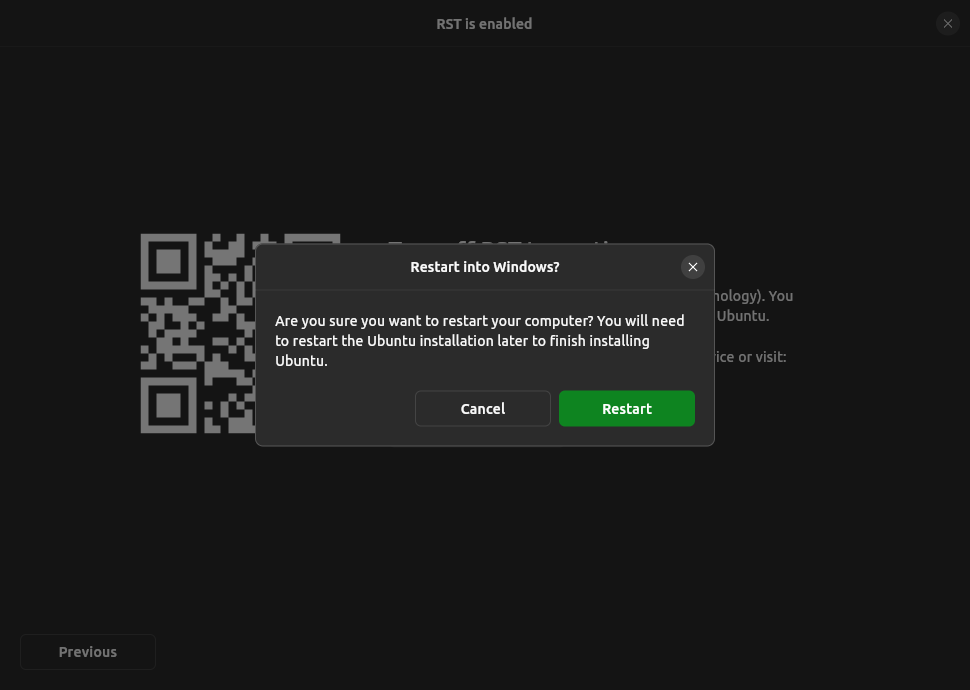 RST is enabled
Restart into Windows?
nology). You
Are you sure you want to restart your computer? You will need
Ubuntu.
to restart the Ubuntu installation later to finish installing
ice or visit:
Ubuntu.
Cancel
Restart
Previous